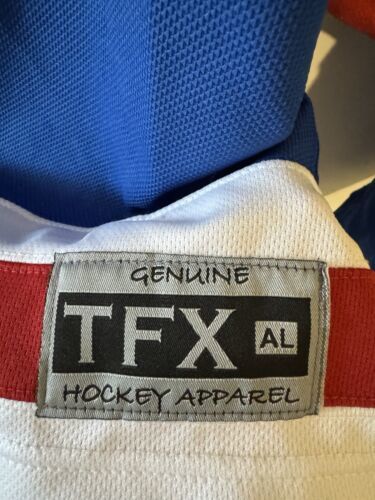 GENUINE
TFX AL
HOCKEY APPAREL